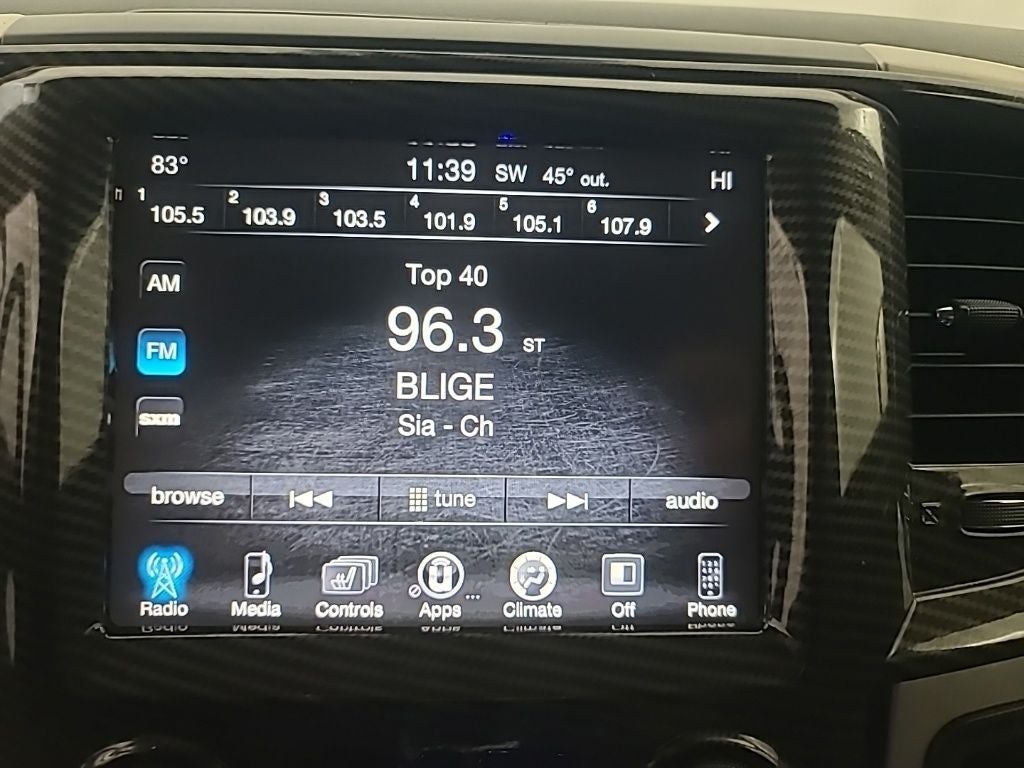 83° 11:39 SW 45° out. HI
1 105.5 2 103.9 3 103.5 4 101.9 5 105.1 6 107.9
AM
Top 40
96.3 ST
FM
BLIGE
sxm
Sia - Ch
browse tune audio
Radio Media Controls Apps ... Climate Off Phone